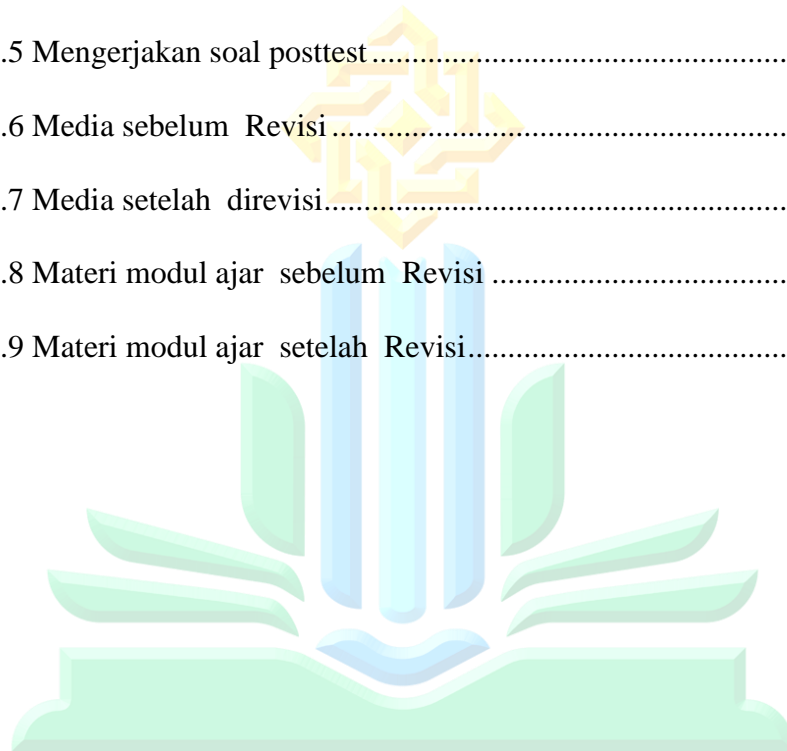 .5 Mengerjakan soal posttest....................................................
.6 Media sebelum  Revisi.........................................................
.7 Media setelah  direvisi..........................................................
.8 Materi modul ajar  sebelum  Revisi .....................................
.9 Materi modul ajar  setelah  Revisi........................................